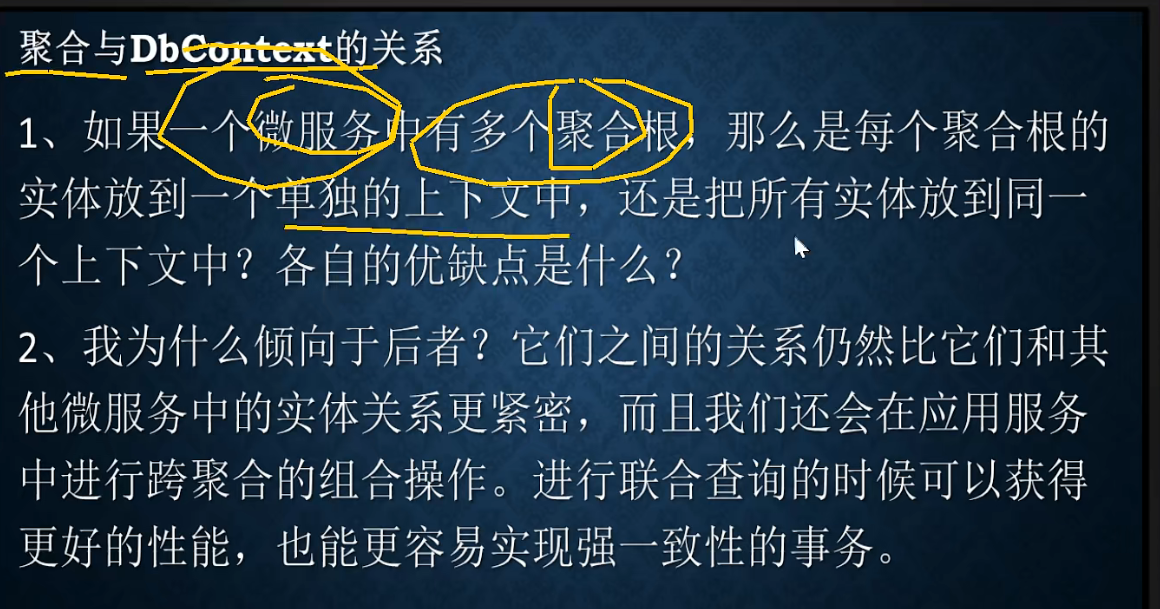 聚合与DbContext的关系
1、如果一个微服务中有多个聚合根，那么是每个聚合根的
实体放到一个单独的上下文中，还是把所有实体放到同一
个上下文中？各自的优缺点是什么？
2、我为什么倾向于后者？它们之间的关系仍然比它们和其
他微服务中的实体关系更紧密，而且我们还会在应用服务
中进行跨聚合的组合操作。进行联合查询的时候可以获得
更好的性能，也能更容易实现强一致性的事务。